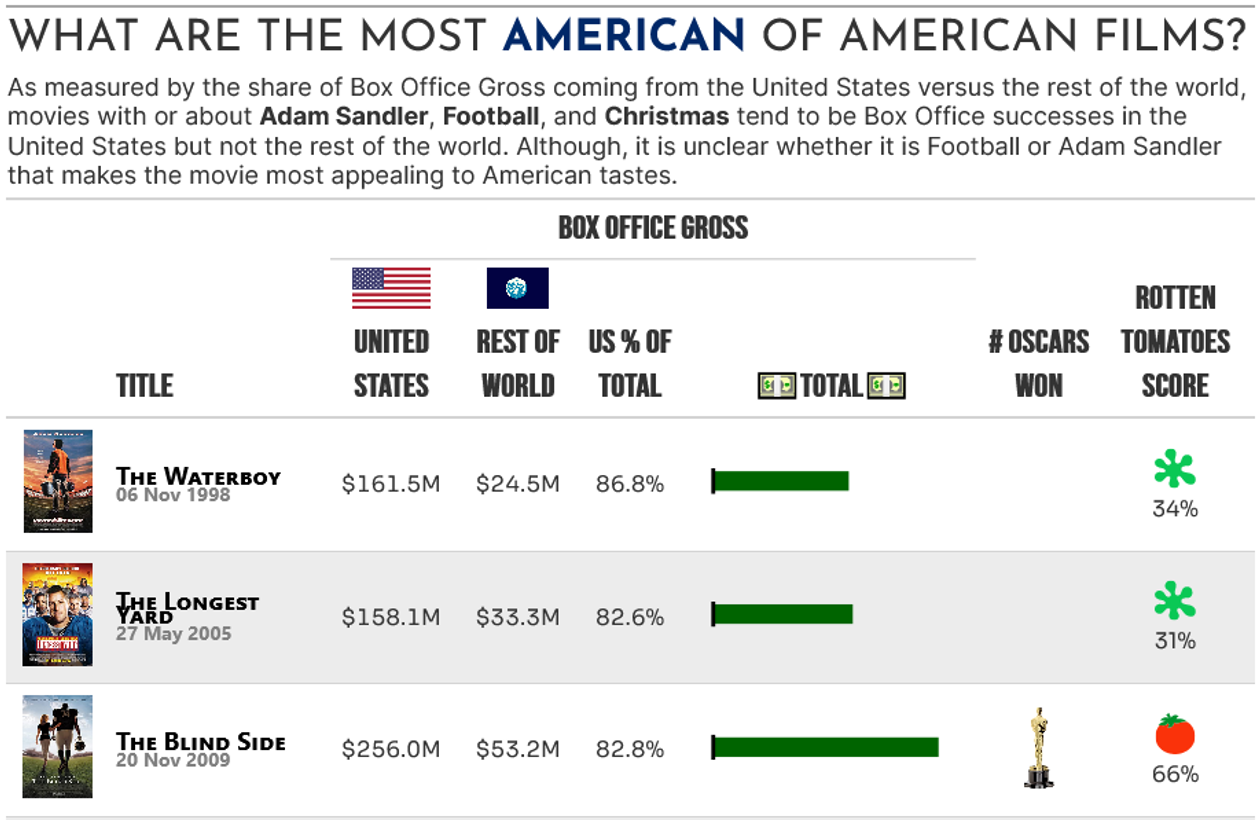 WHAT ARE THE MOST AMERICAN OF AMERICAN FILMS?
As measured by the share of Box Office Gross coming from the United States versus the rest of the world,
movies with or about Adam Sandler, Football, and Christmas tend to be Box Office successes in the
United States but not the rest of the world. Although, it is unclear whether it is Football or Adam Sandler
that makes the movie most appealing to American tastes.
BOX OFFICE GROSS
TITLE
UNITED
STATES
REST OF
WORLD
US % OF
TOTAL
TOTAL
# OSCARS
WON
ROTTEN
TOMATOES
SCORE
THE WATERBOY
06 Nov 1998
$161.5M
$24.5M
86.8%
34%
THE LONGEST
YARD
27 May 2005
$158.1M
$33.3M
82.6%
31%
THE BLIND SIDE
20 Nov 2009
$256.0M
$53.2M
82.8%
66%